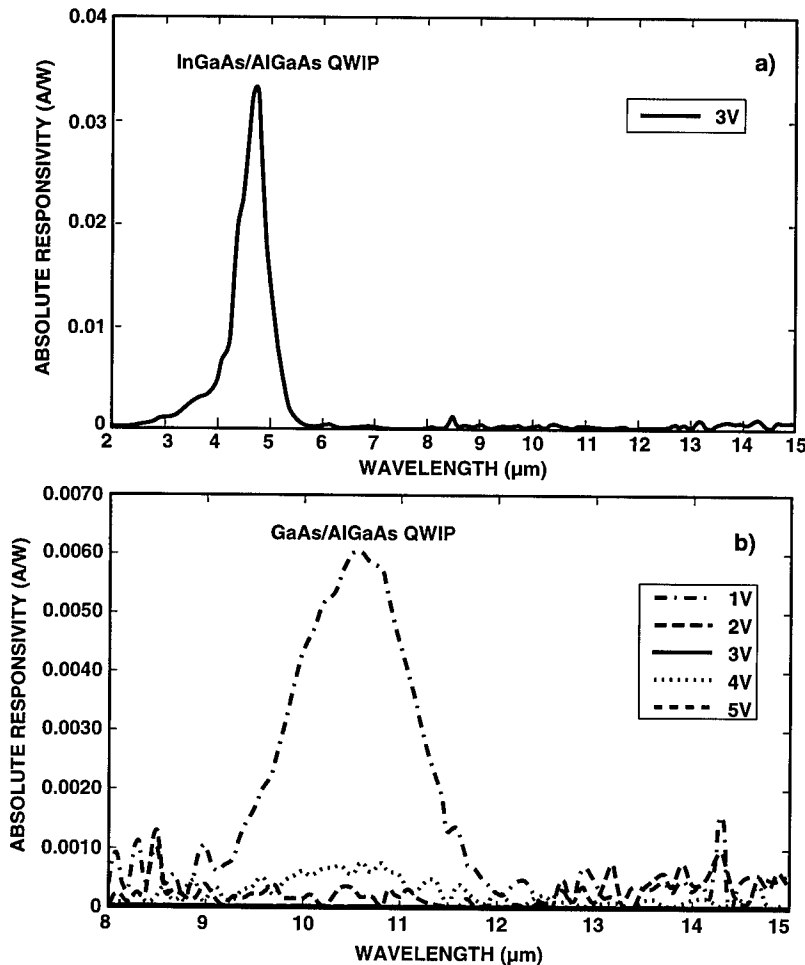 0.04
InGaAs/AlGaAs QWIP
a)
3V
0.03
0.02
0.01
0
ABSOLUTE RESPONSIVITY (A/W)
2 3 4 5 6 7 8 9 10 11 12 13 14 15
WAVELENGTH (µm)
0.0070
GaAs/AlGaAs QWIP
b)
0.0060
1V
2V
3V
4V
5V
0.0050
0.0040
0.0030
0.0020
0.0010
0
ABSOLUTE RESPONSIVITY (A/W)
8 9 10 11 12 13 14 15
WAVELENGTH (µm)